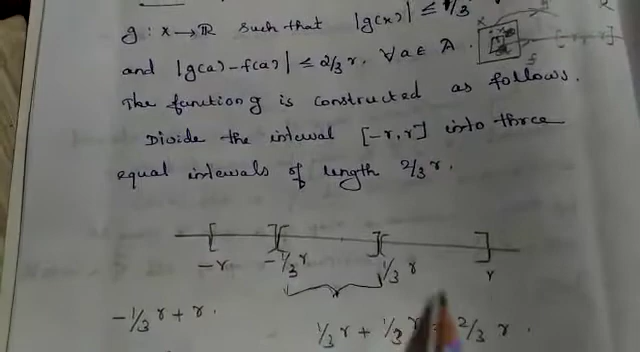 g : X → ℝ such that |g(x)| ≤ 1/3
and |g(a) - f(a)| ≤ 2/3 r. ∀ a ∈ A.
The function g is constructed as follows.
Divide the interval [-r, r] into three
equal intervals of length 2/3 r.
-r -1/3 r 1/3 r r
-1/3 r + r.
1/3 r + 1/3 r = 2/3 r.